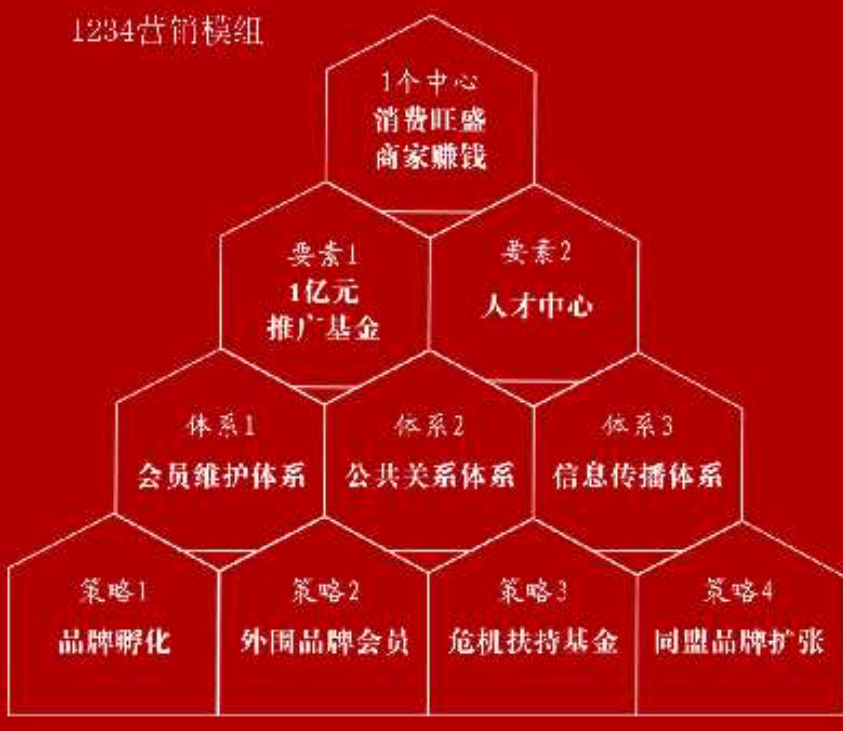 1234营销模组
1个中心
消费旺盛
商家赚钱
要素1
1亿元
推广基金
要素2
人才中心
体系1
会员维护体系
体系2
公共关系体系
体系3
信息传播体系
策略1
品牌孵化
策略2
外围品牌会员
策略3
危机扶持基金
策略4
同盟品牌扩张